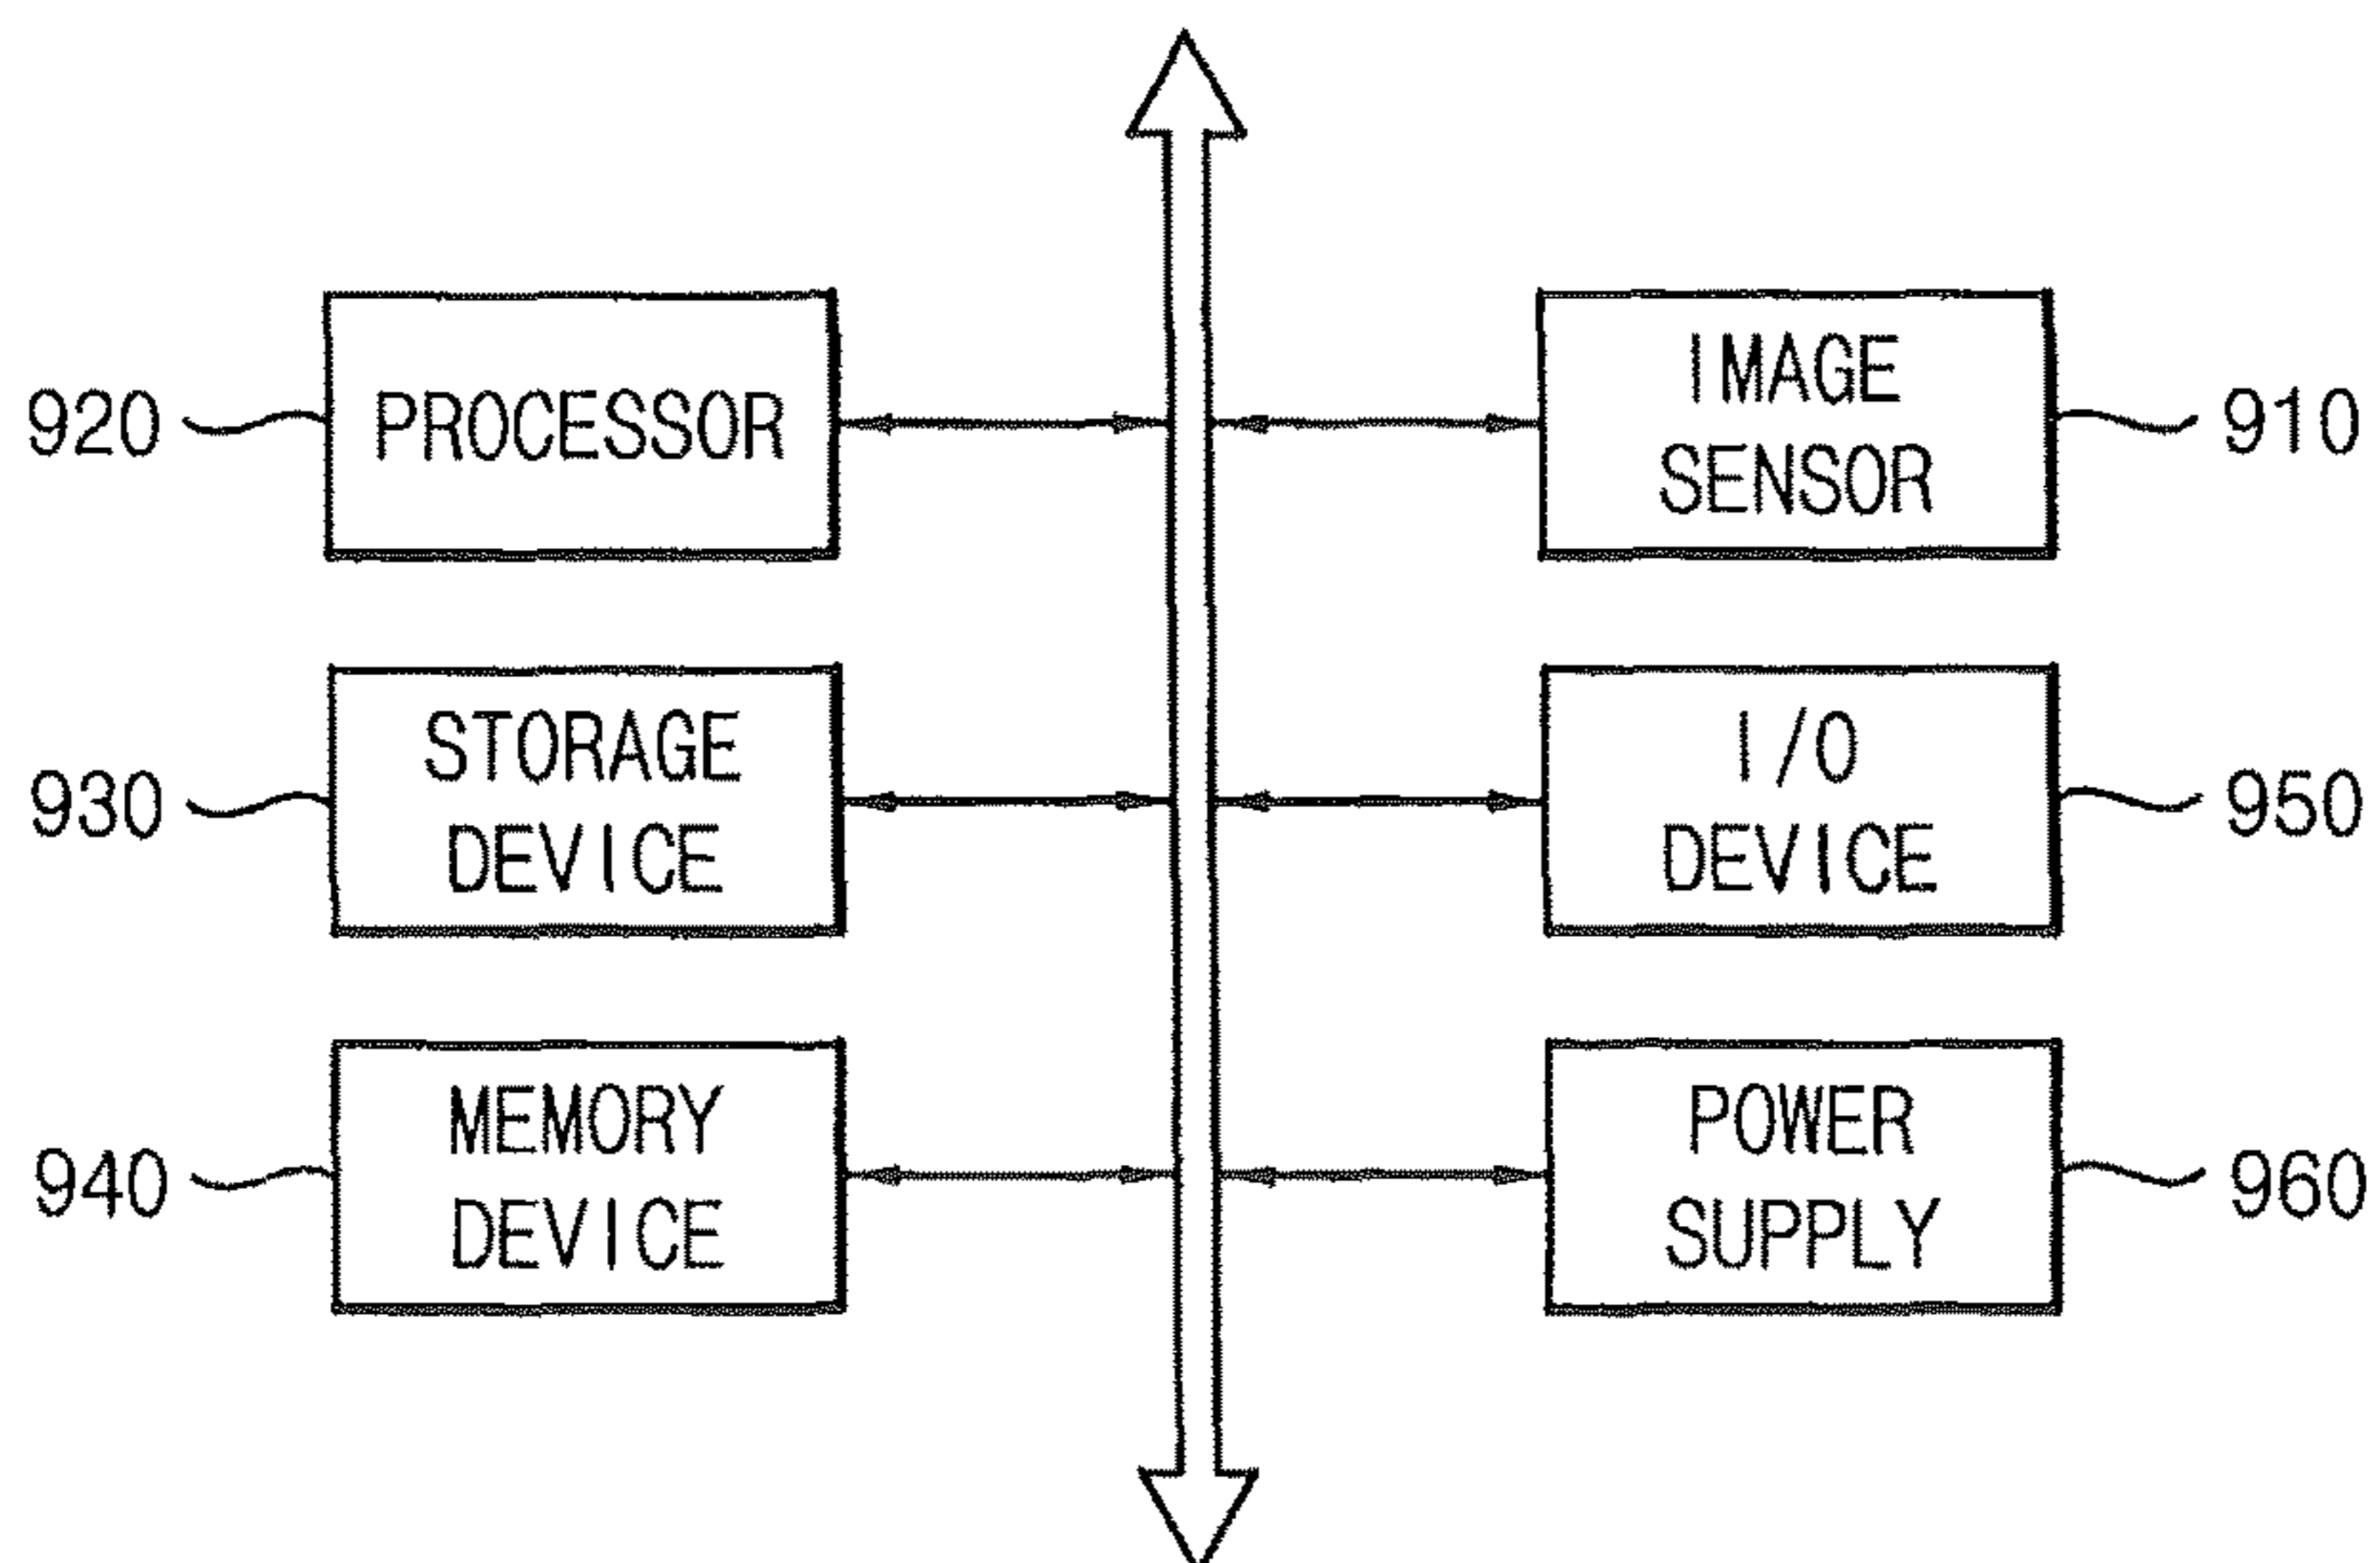 920
PROCESSOR
IMAGE
SENSOR
910
930
STORAGE
DEVICE
I/O
DEVICE
950
940
MEMORY
DEVICE
POWER
SUPPLY
960